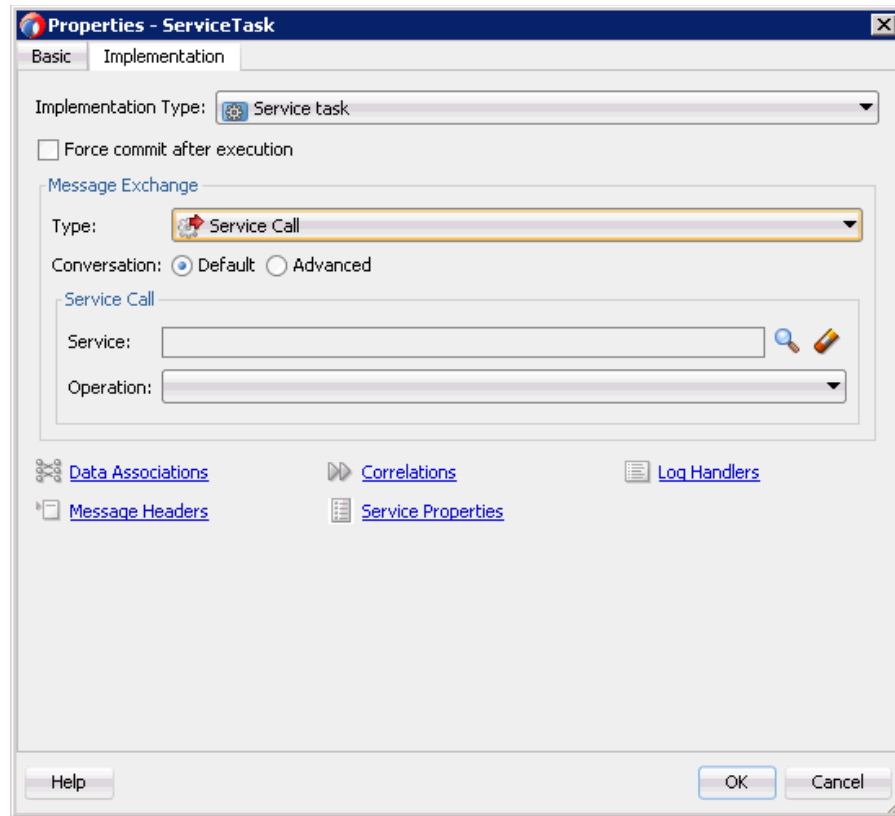 Properties - ServiceTask
Basic Implementation
Implementation Type: Service task
Force commit after execution
Message Exchange
Type: Service Call
Conversation: Default Advanced
Service Call
Service:
Operation:
Data Associations Correlations Log Handlers
Message Headers Service Properties
Help OK Cancel